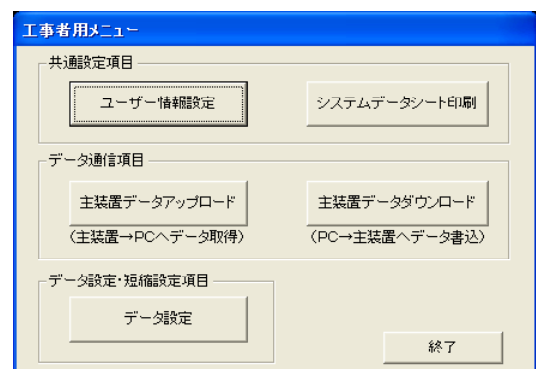 工事者用メニュー
共通設定項目
ユーザー情報設定 システムデータシート印刷
データ通信項目
主装置データアップロード 主装置データダウンロード
(主装置→PCへデータ取得) (PC→主装置へデータ書込)
データ設定・短縮設定項目
データ設定
終了